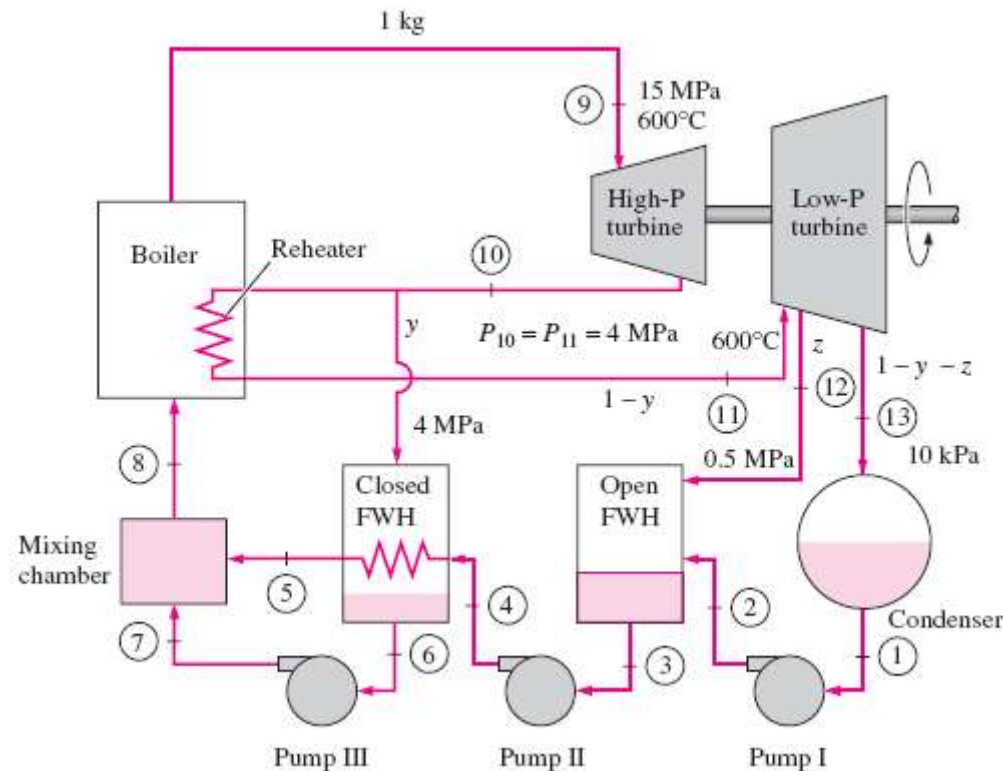 1 kg
9
15 MPa
600°C
High-P
turbine
Low-P
turbine
Boiler
Reheater
10
y
P10 = P11 = 4 MPa
600°C
z
12
1 – y – z
1 – y
11
13
4 MPa
10 kPa
8
0.5 MPa
Closed
FWH
Open
FWH
Mixing
chamber
5
4
2
Condenser
7
6
3
1
Pump III
Pump II
Pump I